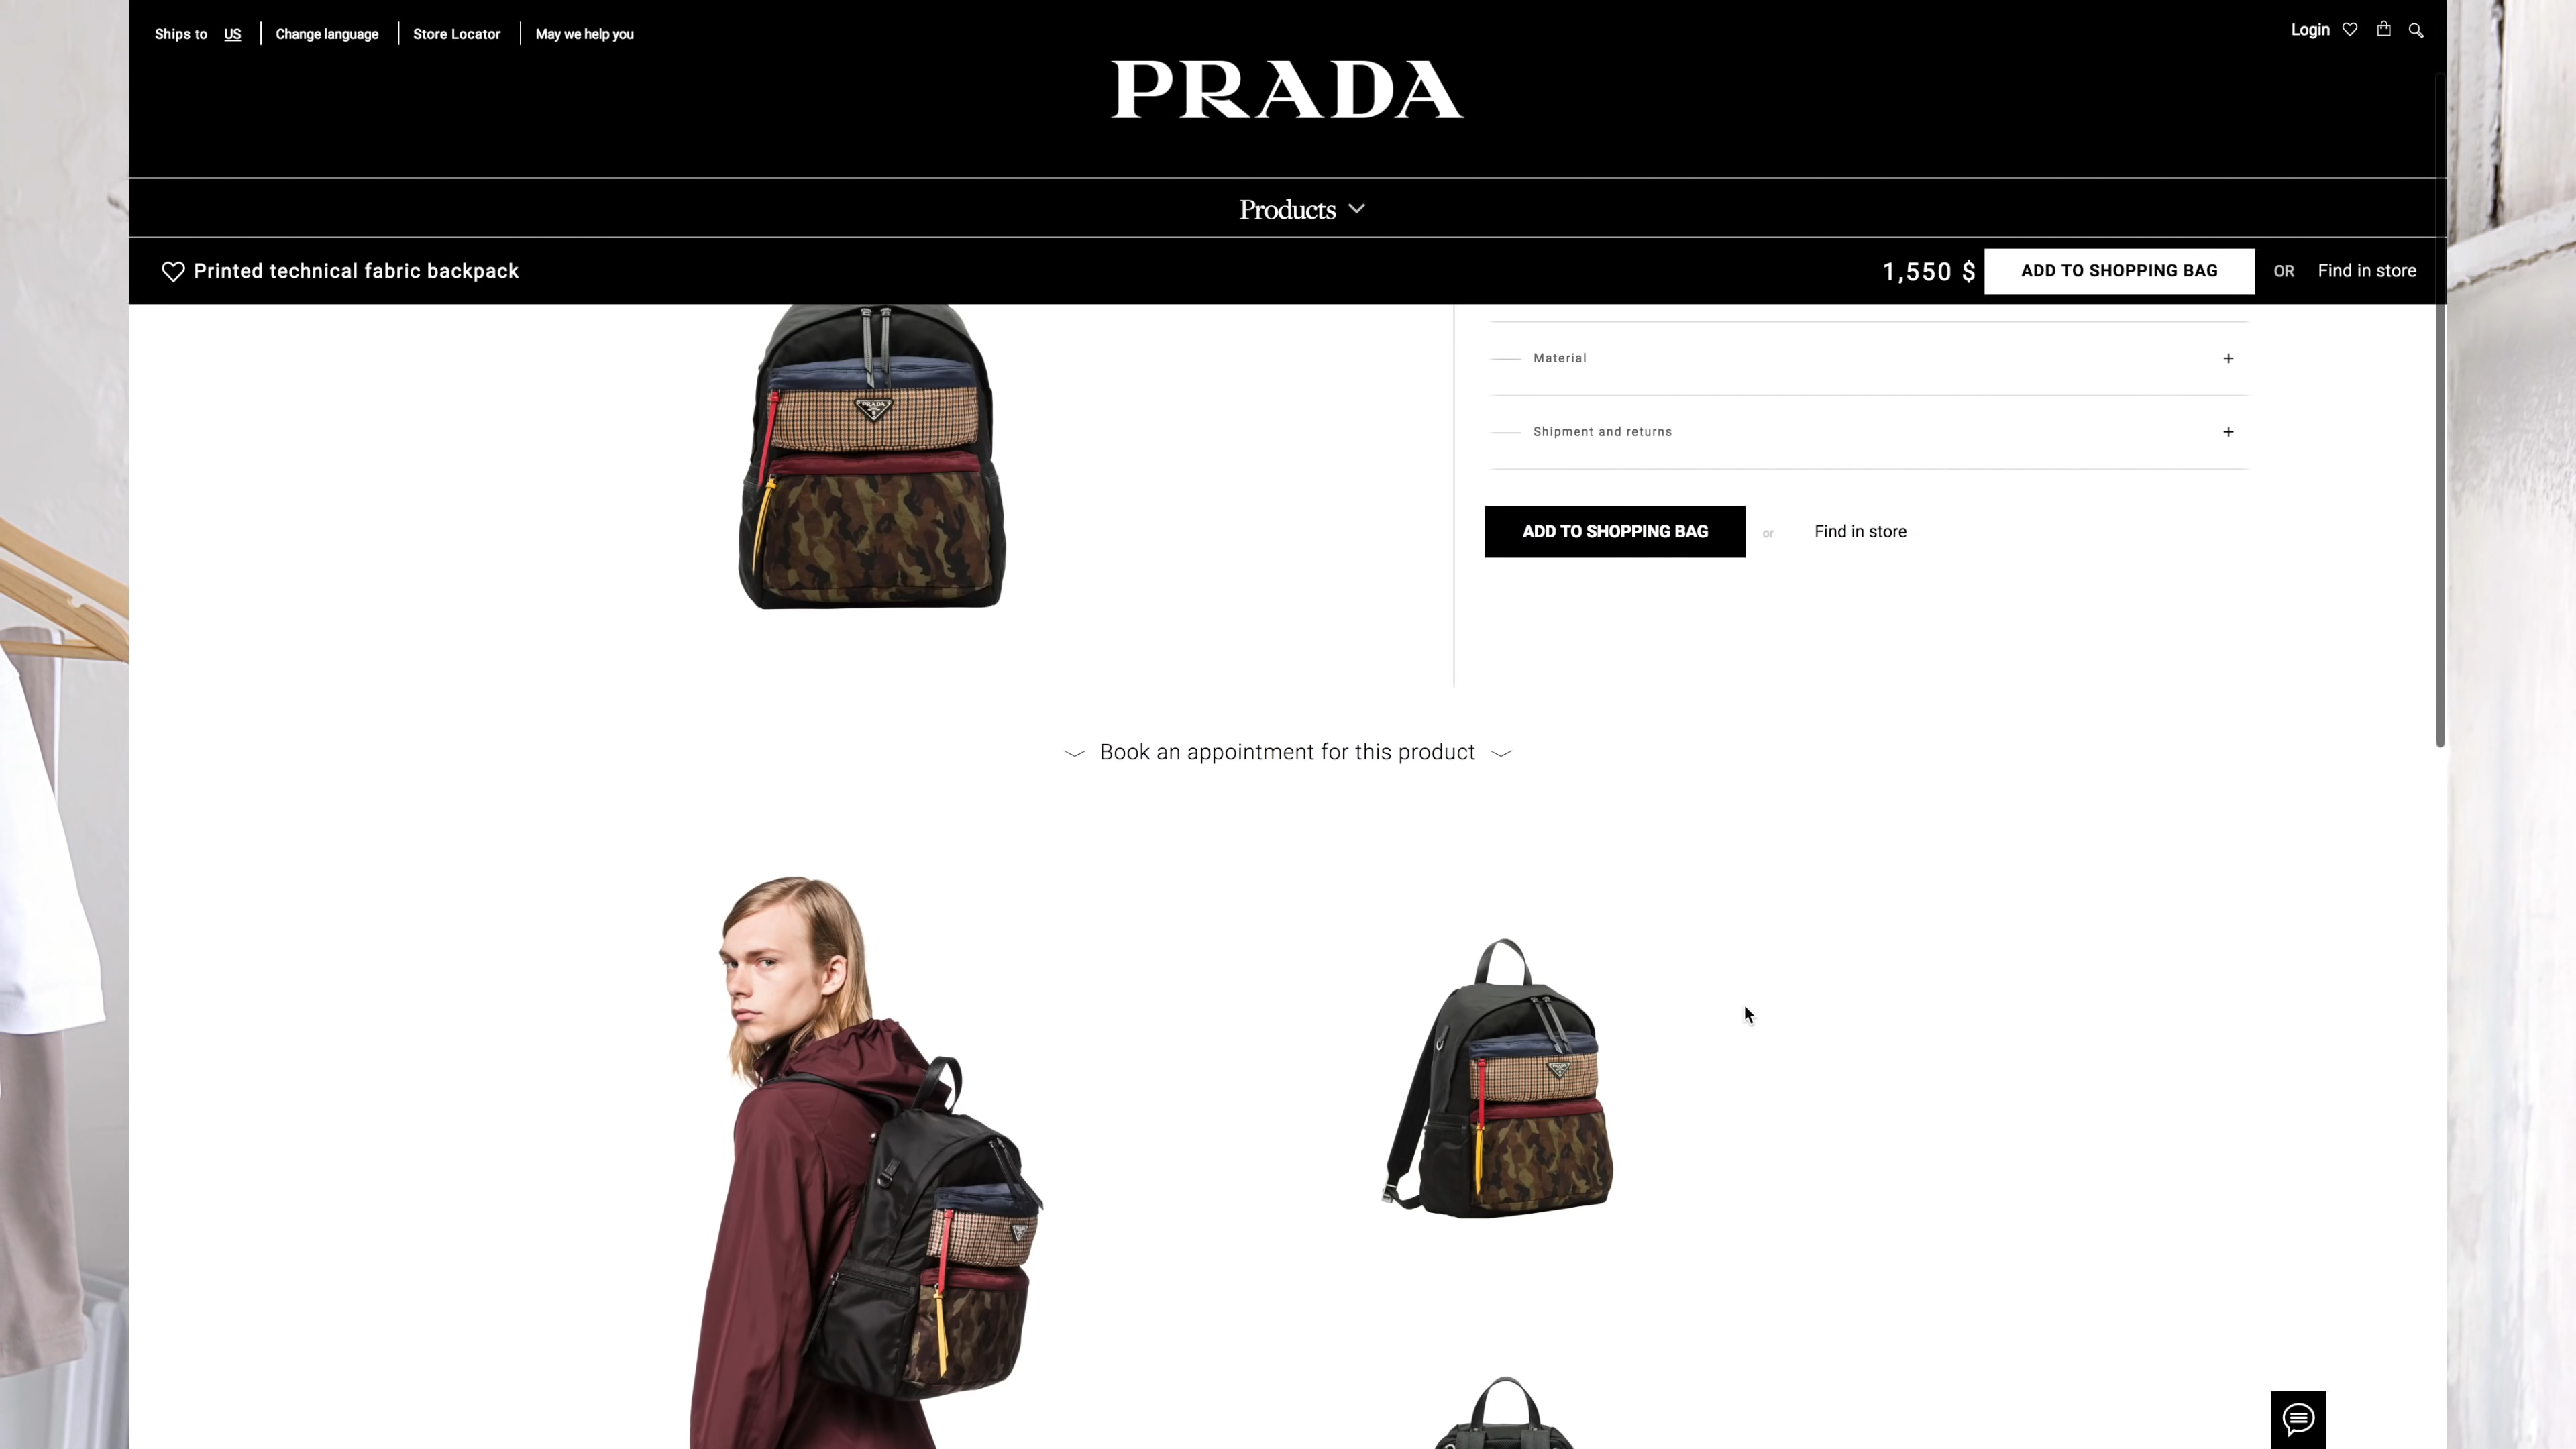 Ships to US Change language Store Locator May we help you
Login
PRADA
Products
Printed technical fabric backpack
1,550 $ ADD TO SHOPPING BAG OR Find in store
PRADA
Material +
Shipment and returns +
ADD TO SHOPPING BAG or Find in store
Book an appointment for this product